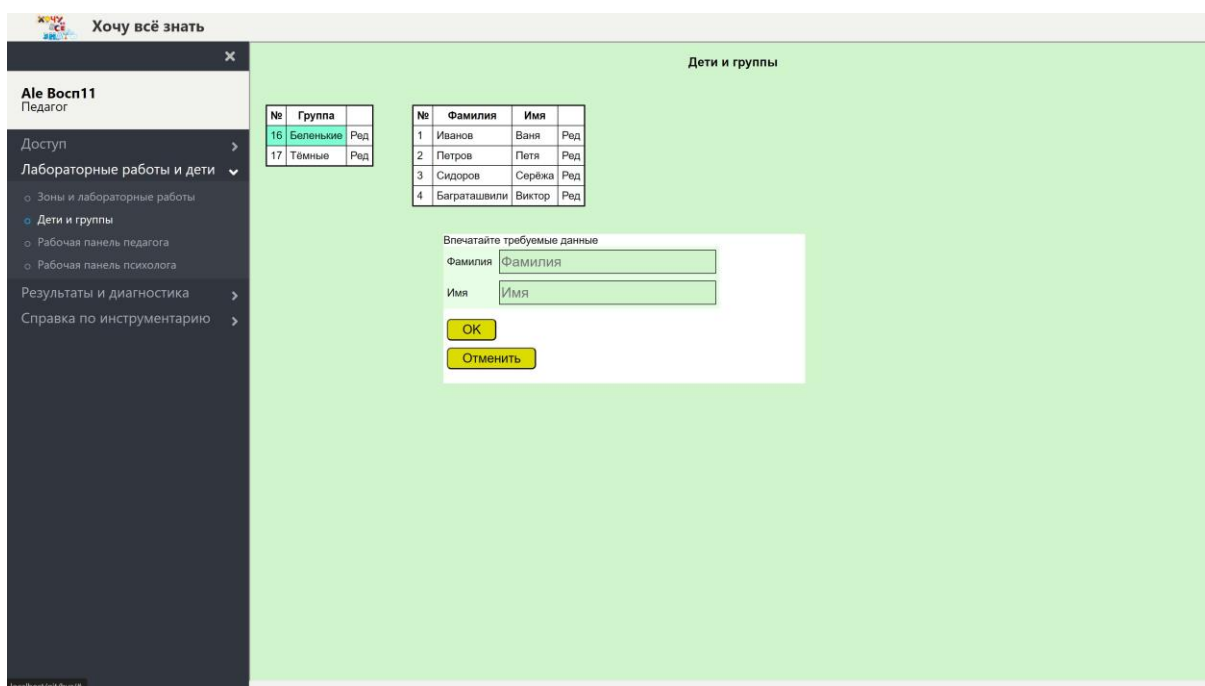 ХОЧУ ВСЁ ЗНАТЬ
Хочу всё знать
×
Ale Восп11
Педагог
Доступ
Лабораторные работы и дети
Зоны и лабораторные работы
Дети и группы
Рабочая панель педагога
Рабочая панель психолога
Результаты и диагностика
Справка по инструментарию
Дети и группы
№ Группа
16 Беленькие Ред
17 Тёмные Ред
№ Фамилия Имя
1 Иванов Ваня Ред
2 Петров Петя Ред
3 Сидоров Серёжа Ред
4 Баграташвили Виктор Ред
Впечатайте требуемые данные
Фамилия Фамилия
Имя Имя
OK
Отменить